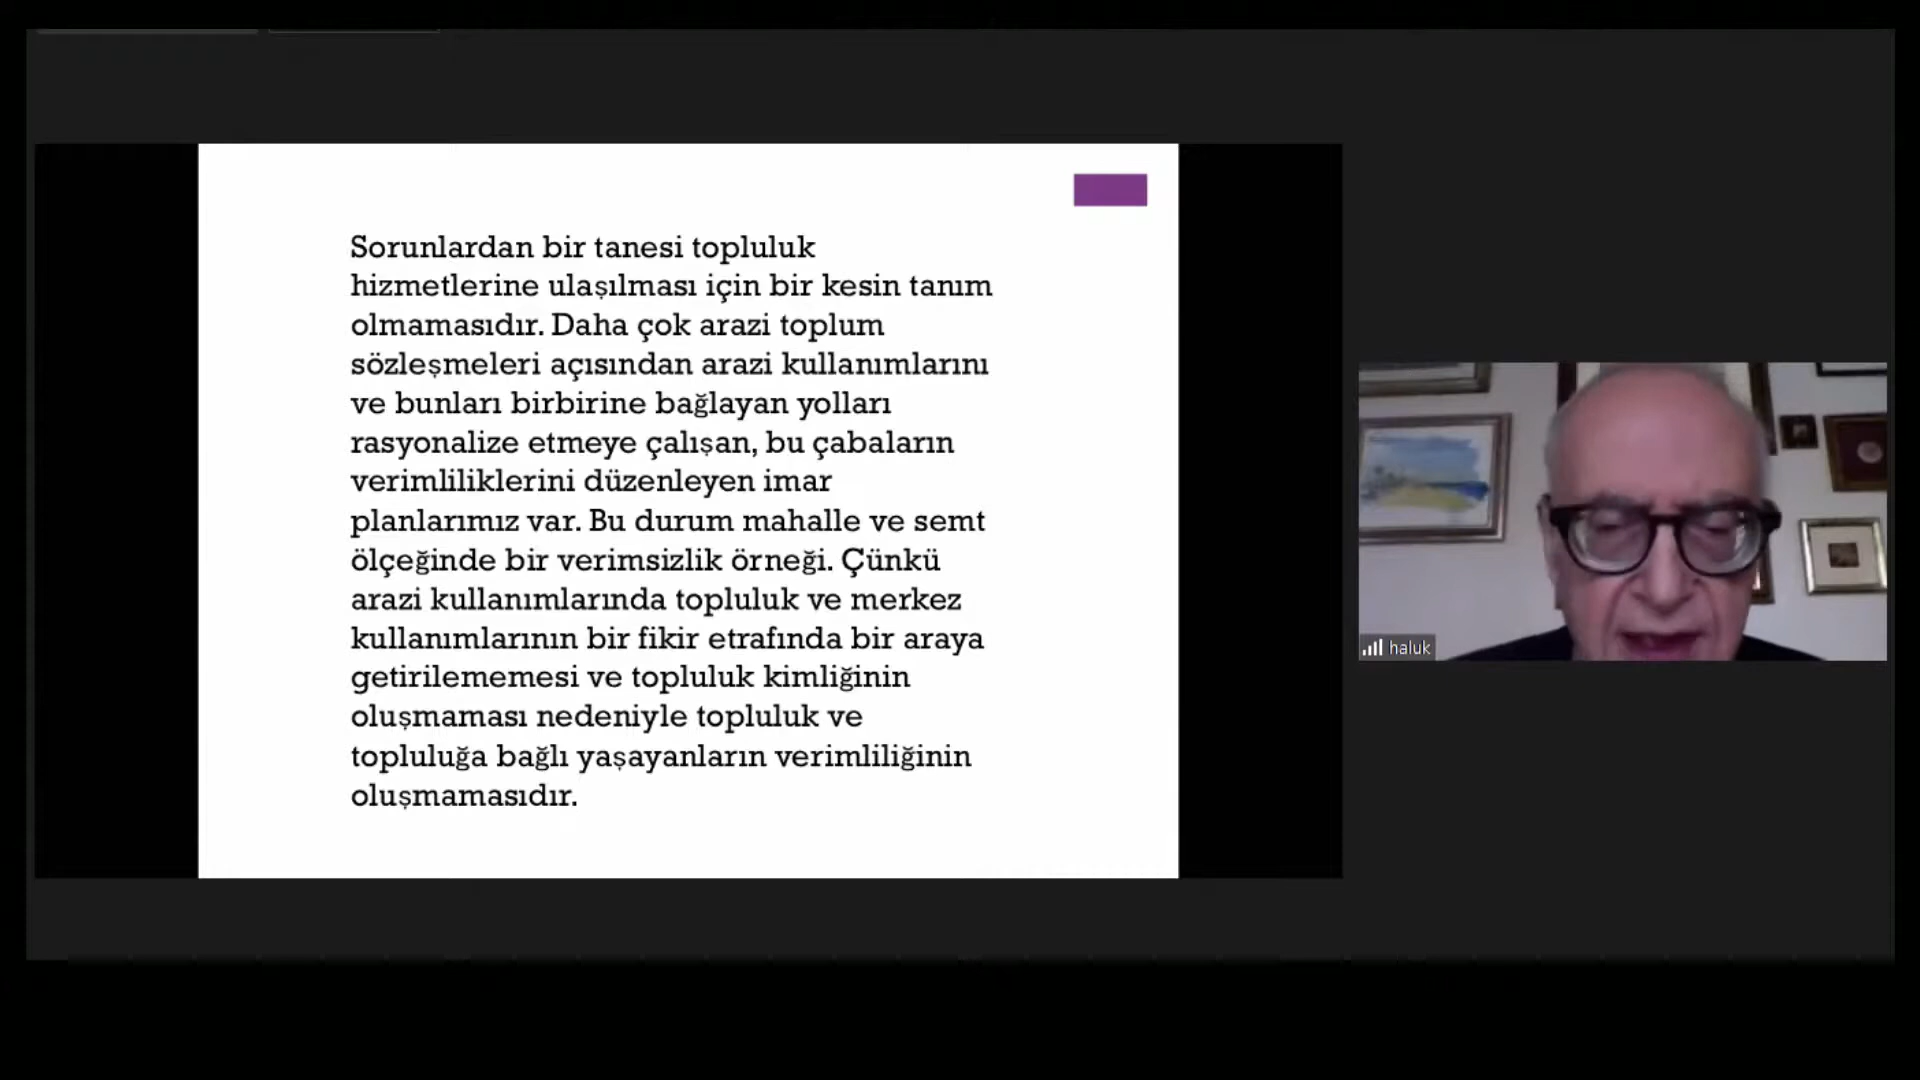 Sorunlardan bir tanesi topluluk
hizmetlerine ulaşılması için bir kesin tanım
olmamasıdır. Daha çok arazi toplum
sözleşmeleri açısından arazi kullanımlarını
ve bunları birbirine bağlayan yolları
rasyonalize etmeye çalışan, bu çabaların
verimliliklerini düzenleyen imar
planlarımız var. Bu durum mahalle ve semt
ölçeğinde bir verimsizlik örneği. Çünkü
arazi kullanımlarında topluluk ve merkez
kullanımlarının bir fikir etrafında bir araya
getirilememesi ve topluluk kimliğinin
oluşmaması nedeniyle topluluk ve
topluluğa bağlı yaşayanların verimliliğinin
oluşmamasıdır.
haluk